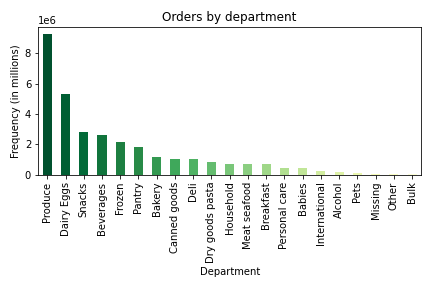 Orders by department
1e6
Frequency (in millions)
8
6
4
2
0
Produce
Dairy Eggs
Snacks
Beverages
Frozen
Pantry
Bakery
Canned goods
Deli
Dry goods pasta
Household
Meat seafood
Breakfast
Personal care
Babies
International
Alcohol
Pets
Missing
Other
Bulk
Department